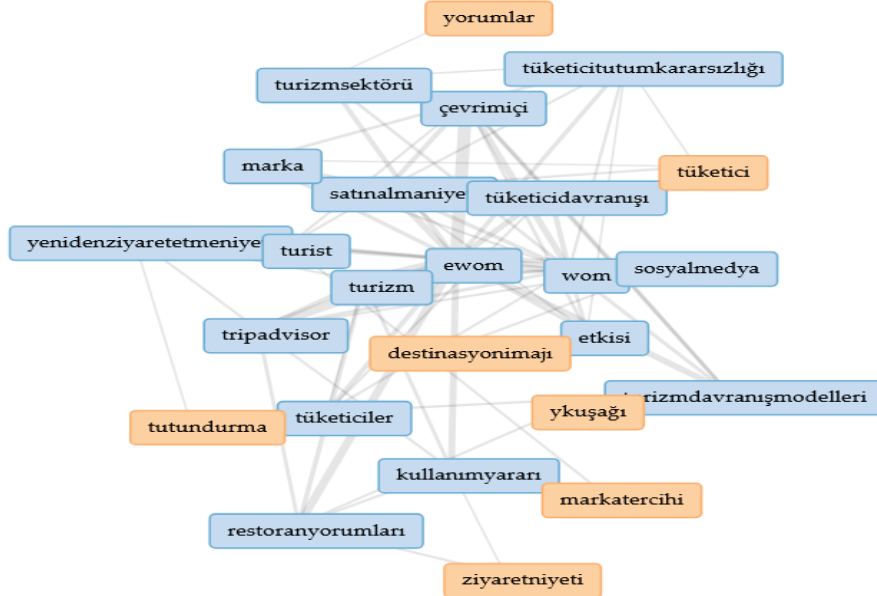 yorumlar
tüketicitutumkararsızlığı
turizmsektörü
çevrimiçi
marka
tüketici
satınalmaniye
tüketicidavranışı
yenidenziyaretetmeniye
turist
ewom
wom
sosyalmedya
turizm
tripadvisor
etkisi
destinasyonimajı
rizmdavranışmodelleri
ykuşağı
tüketiciler
tutundurma
kullanımyararı
markatercihi
restoranyorumları
ziyaretniyeti